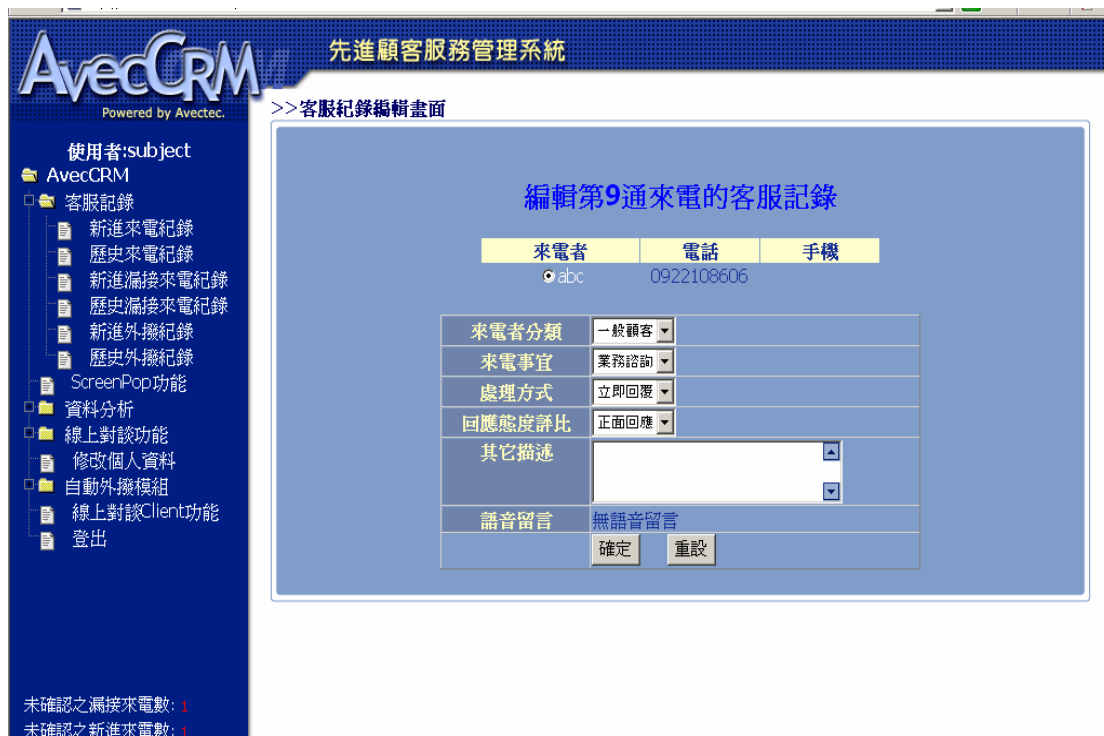 AvecCRM
Powered by Avectec.
先進顧客服務管理系統
>>客服紀錄編輯畫面
使用者:subject
AvecCRM
客服記錄
新進來電紀錄
歷史來電紀錄
新進漏接來電紀錄
歷史漏接來電紀錄
新進外撥紀錄
歷史外撥紀錄
ScreenPop功能
資料分析
線上對談功能
修改個人資料
自動外撥模組
線上對談Client功能
登出
未確認之漏接來電數: 1
未確認之新進來電數: 1
編輯第9通來電的客服記錄
來電者 電話 手機
abc 0922108606
來電者分類 一般顧客
來電事宜 業務諮詢
處理方式 立即回覆
回應態度評比 正面回應
其它描述
語音留言 無語音留言
確定 重設